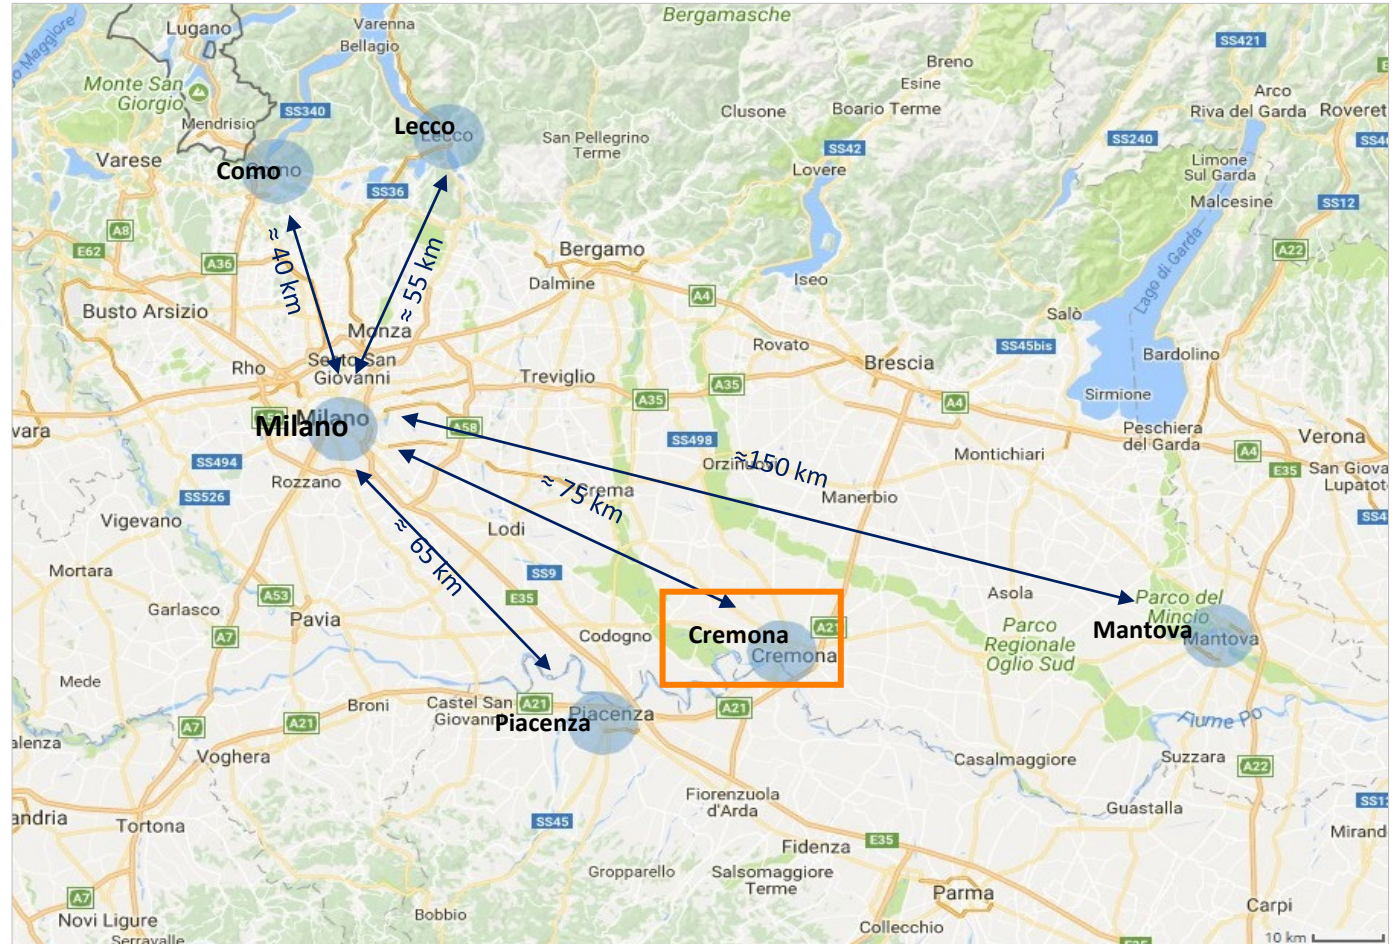 Bergamasche
Lugano
Varenna
Bellagio
SS421
Breno
Esine
Monte San
Giorgio
SS340
Mendrisio
Clusone
Boario Terme
Arco
Riva del Garda
Roveret
Lecco
Lecco
San Pellegrino
Terme
SS42
SS240
Varese
Como
SS36
Lovere
Limone
Sul Garda
Malcesine
SS12
A8
E62
A36
≈ 40 km
≈ 55 km
Bergamo
Dalmine
Iseo
A4
A22
Lago di Garda
Busto Arsizio
Monza
Salò
Rho
Sesto San
Giovanni
Treviglio
Rovato
Brescia
SS45bis
Bardolino
A35
A35
A4
Sirmione
Milano
Milano
A58
SS498
Peschiera
del Garda
Verona
vara
SS494
Rozzano
SS526
Orzinuovi
≈150 km
Montichiari
A4
E35
San Giova
Lupatot
≈ 75 km
Crema
Manerbio
Vigevano
Lodi
≈ 65 km
Mortara
SS9
E35
A53
Garlasco
Pavia
A7
Codogno
Cremona
Cremona
A21
Asola
Parco
Regionale
Oglio Sud
Parco del
Mincio
Mantova
Mantova
Mede
Broni
Castel San
Giovanni
A21
Piacenza
Piacenza
A21
Fiume Po
A7
A21
alenza
Voghera
Casalmaggiore
Suzzara
A22
Fiorenzuola
d'Arda
Guastalla
andria
Tortona
SS45
Fidenza
E35
Mirand
Gropparello
Salsomaggiore
Terme
Parma
A7
Novi Ligure
Serravalle
Bobbio
Collecchio
Carpi
10 km